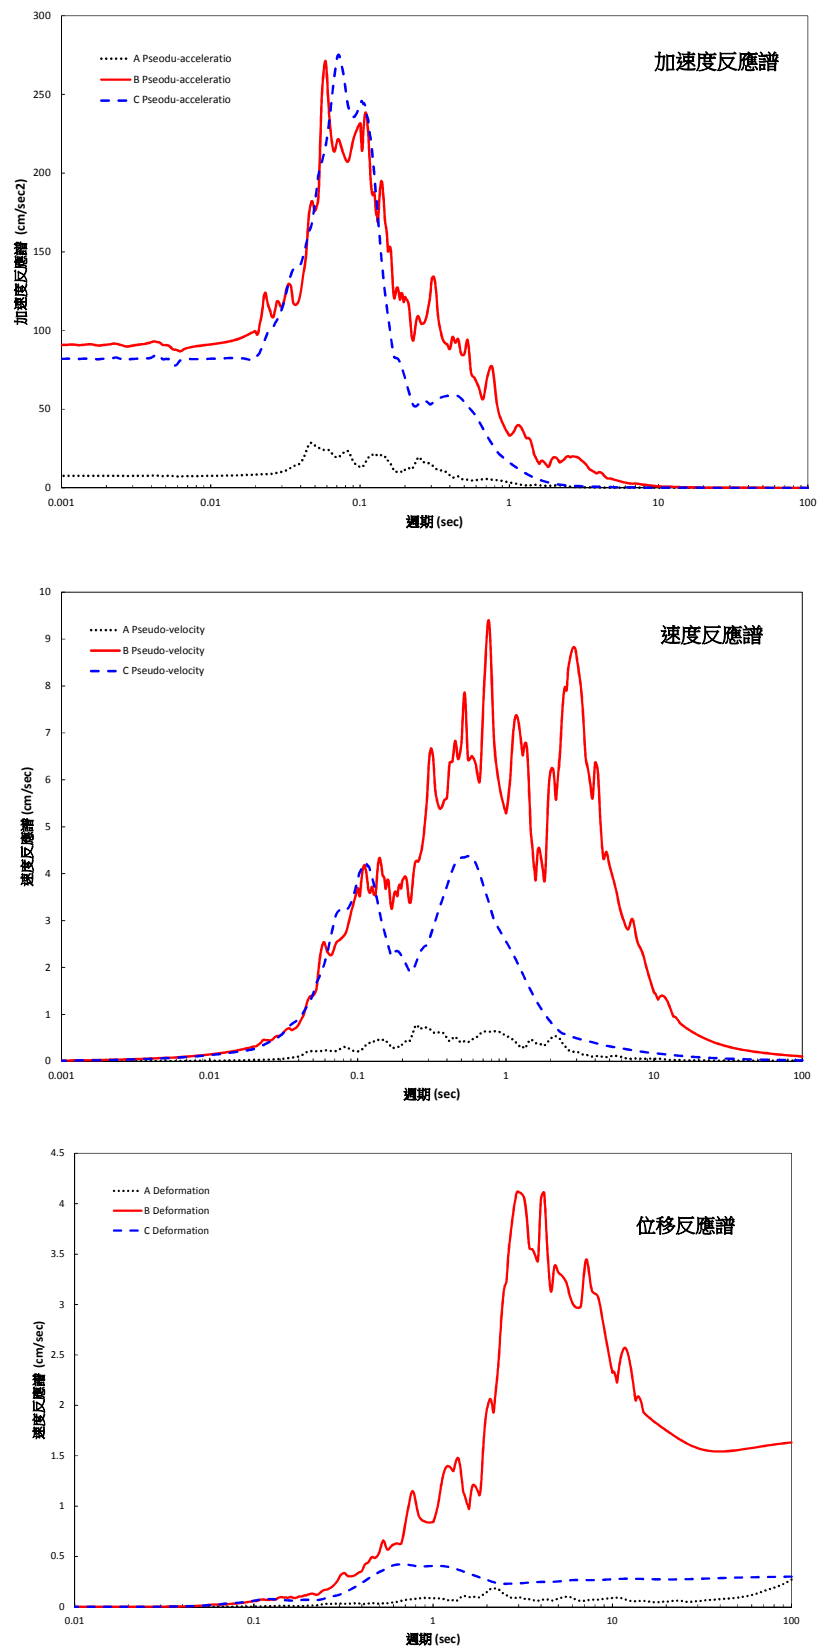 300
A Pseodu-acceleratio
加速度反應譜
B Pseodu-acceleratio
250
C Pseodu-acceleratio
200
加速度反應譜 (cm/sec2)
150
100
50
0
0.001 0.01 0.1 1 10 100
週期 (sec)
10
A Pseudo-velocity
速度反應譜
9
B Pseudo-velocity
C Pseudo-velocity
8
7
6
速度反應譜 (cm/sec)
5
4
3
2
1
0
0.001 0.01 0.1 1 10 100
週期 (sec)
4.5
A Deformation
4
B Deformation
位移反應譜
C Deformation
3.5
3
速度反應譜 (cm/sec)
2.5
2
1.5
1
0.5
0
0.01 0.1 1 10 100
週期 (sec)